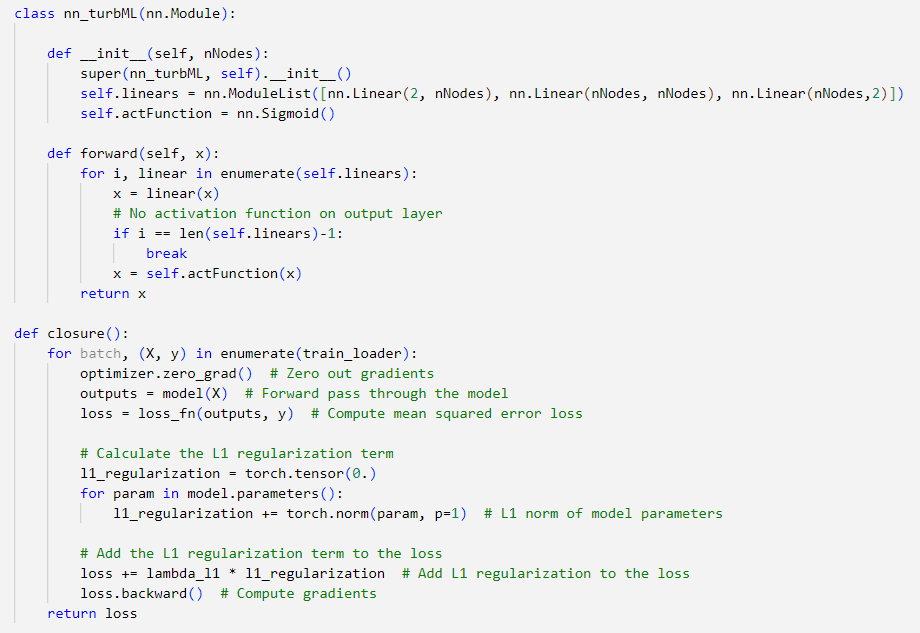 class nn_turbML(nn.Module):
def __init__(self, nNodes):
super(nn_turbML, self).__init__()
self.linears = nn.ModuleList([nn.Linear(2, nNodes), nn.Linear(nNodes, nNodes), nn.Linear(nNodes,2)])
self.actFunction = nn.Sigmoid()
def forward(self, x):
for i, linear in enumerate(self.linears):
x = linear(x)
# No activation function on output layer
if i == len(self.linears)-1:
break
x = self.actFunction(x)
return x
def closure():
for batch, (X, y) in enumerate(train_loader):
optimizer.zero_grad()  # Zero out gradients
outputs = model(X)  # Forward pass through the model
loss = loss_fn(outputs, y)  # Compute mean squared error loss
# Calculate the L1 regularization term
l1_regularization = torch.tensor(0.)
for param in model.parameters():
l1_regularization += torch.norm(param, p=1)  # L1 norm of model parameters
# Add the L1 regularization term to the loss
loss += lambda_l1 * l1_regularization  # Add L1 regularization to the loss
loss.backward()  # Compute gradients
return loss